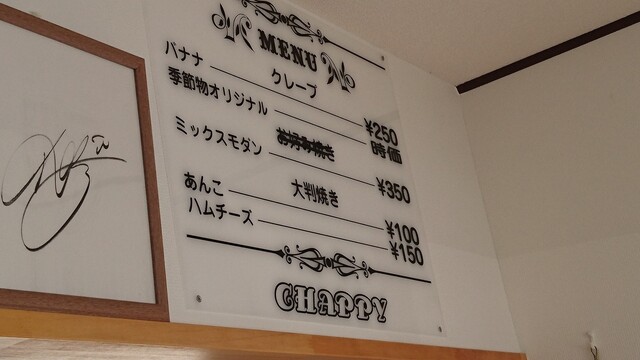 MENU
クレープ
バナナ ¥250
季節物オリジナル 時価
お好み焼き
ミックスモダン ¥350
大判焼き
あんこ ¥100
ハムチーズ ¥150
CHAPPY